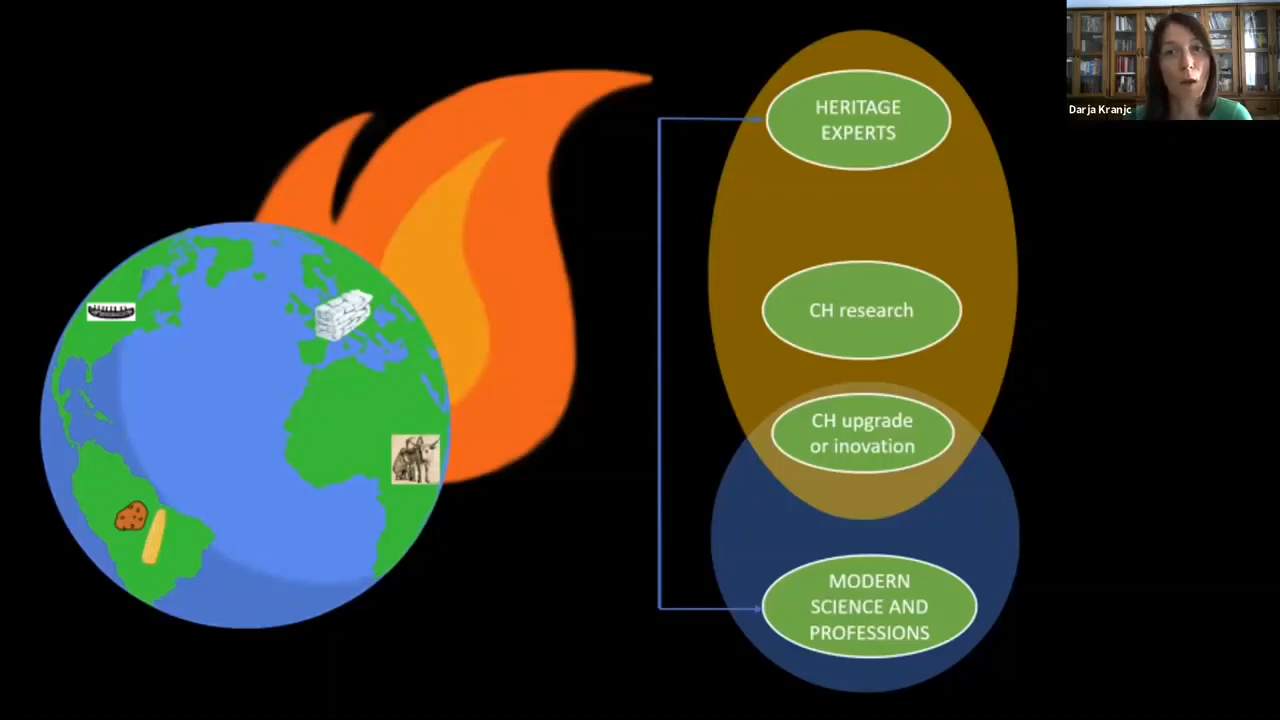 HERITAGE
EXPERTS
CH research
CH upgrade
or inovation
MODERN
SCIENCE AND
PROFESSIONS
Darja Kranjc